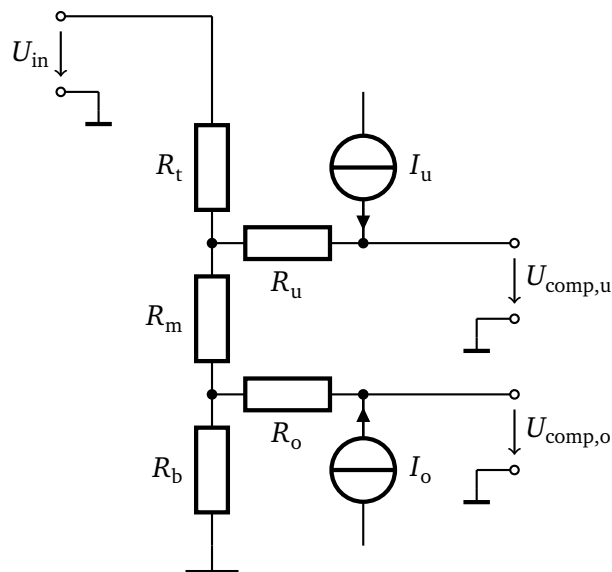 U_in
R_t
I_u
R_u
U_comp,u
R_m
R_o
U_comp,o
R_b
I_o